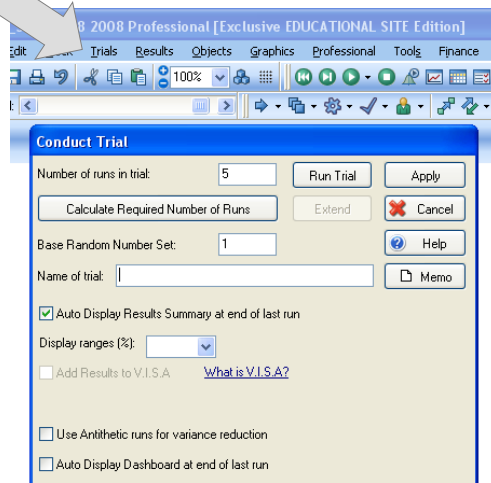 8 2008 Professional [Exclusive EDUCATIONAL SITE Edition]
Edit Trials Results Objects Graphics Professional Tools Finance
100%
Conduct Trial
Number of runs in trial: 5 Run Trial Apply
Calculate Required Number of Runs Extend Cancel
Base Random Number Set: 1 Help
Name of trial: Memo
Auto Display Results Summary at end of last run
Display ranges (%):
Add Results to V.I.S.A What is V.I.S.A?
Use Antithetic runs for variance reduction
Auto Display Dashboard at end of last run